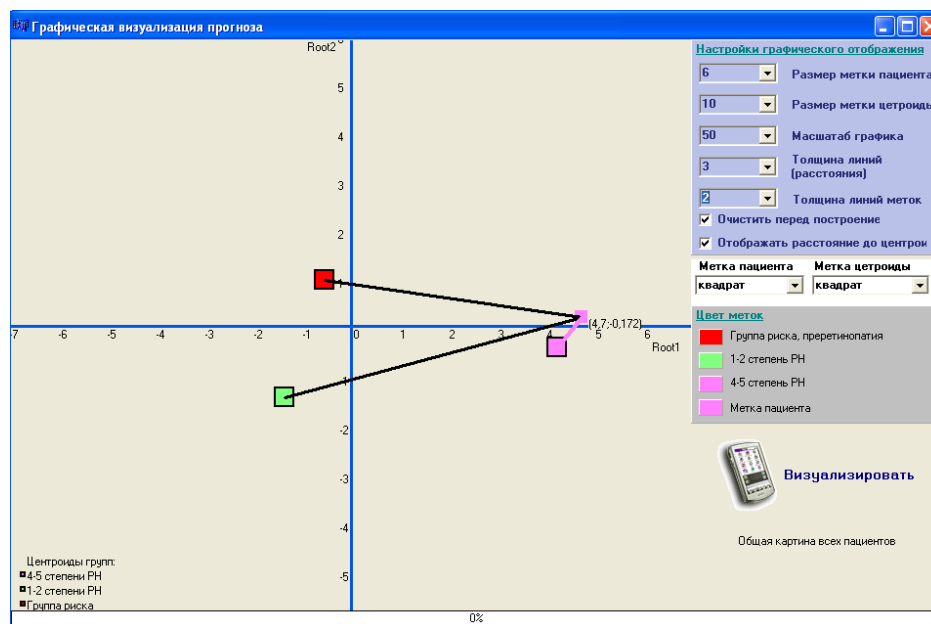 Графическая визуализация прогноза
Root2
6
5
4
3
2
1
-7 -6 -5 -4 -3 -2 -1 0 1 2 3 4 5 6
(4,7;-0,172)
Root1
-1
-2
-3
-4
-5
Центроиды групп:
4-5 степени РН
1-2 степени РН
Группа риска
Настройки графического отображения
6 Размер метки пациента
10 Размер метки цетроиды
50 Масштаб графика
3 Толщина линий
(расстояния)
2 Толщина линий меток
Очистить перед построение
Отображать расстояние до центрои
Метка пациента Метка цетроиды
квадрат квадрат
Цвет меток
Группа риска, преретинопатия
1-2 степень РН
4-5 степень РН
Метка пациента
Визуализировать
Общая картина всех пациентов
0%